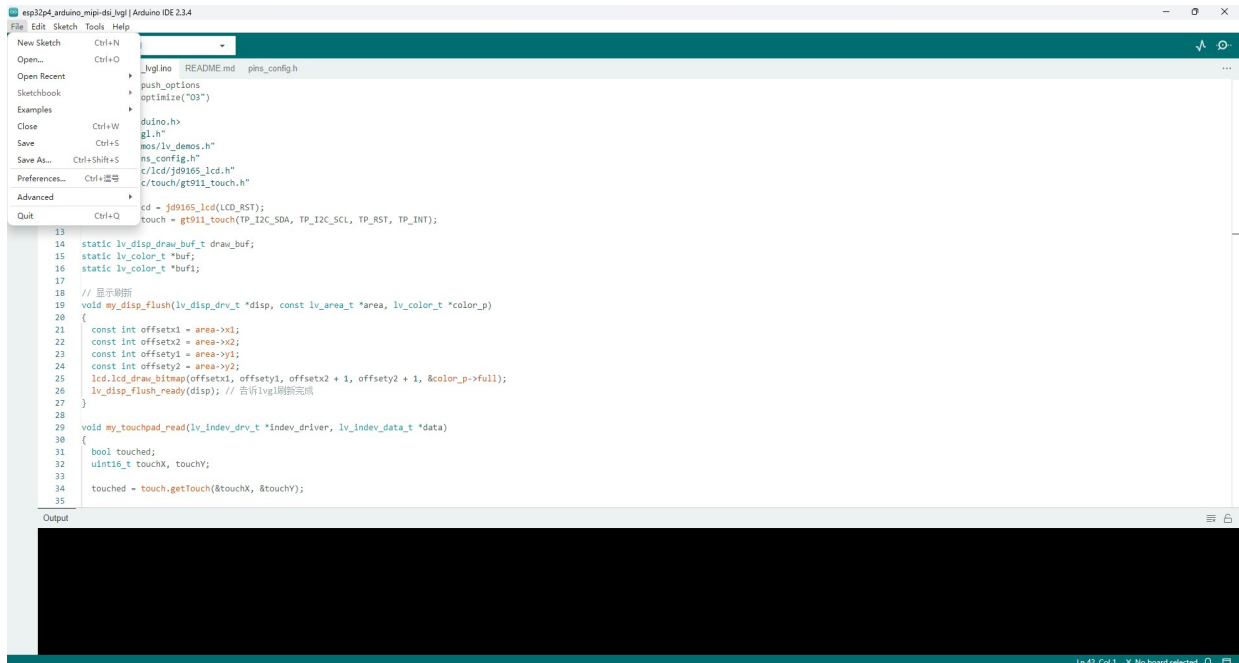 esp32p4_arduino_mipi-dsi_lvgl | Arduino IDE 2.3.4
File Edit Sketch Tools Help
New Sketch Ctrl+N
Open... Ctrl+O
Open Recent
Sketchbook
Examples
Close Ctrl+W
Save Ctrl+S
Save As... Ctrl+Shift+S
Preferences... Ctrl+逗号
Advanced
Quit Ctrl+Q
_lvgl.ino README.md pins_config.h
push_options
optimize("O3")
duino.h>
gl.h"
mos/lv_demos.h"
ns_config.h"
c/lcd/jd9165_lcd.h"
c/touch/gt911_touch.h"
cd = jd9165_lcd(LCD_RST);
touch = gt911_touch(TP_I2C_SDA, TP_I2C_SCL, TP_RST, TP_INT);
13
14 static lv_disp_draw_buf_t draw_buf;
15 static lv_color_t *buf;
16 static lv_color_t *buf1;
17
18 // 显示刷新
19 void my_disp_flush(lv_disp_drv_t *disp, const lv_area_t *area, lv_color_t *color_p)
20 {
21 const int offsetx1 = area->x1;
22 const int offsetx2 = area->x2;
23 const int offsety1 = area->y1;
24 const int offsety2 = area->y2;
25 lcd.lcd_draw_bitmap(offsetx1, offsety1, offsetx2 + 1, offsety2 + 1, &color_p->full);
26 lv_disp_flush_ready(disp); // 告诉lvgl刷新完成
27 }
28
29 void my_touchpad_read(lv_indev_drv_t *indev_driver, lv_indev_data_t *data)
30 {
31 bool touched;
32 uint16_t touchX, touchY;
33
34 touched = touch.getTouch(&touchX, &touchY);
35
Output
Ln 42, Col 1 × No board selected